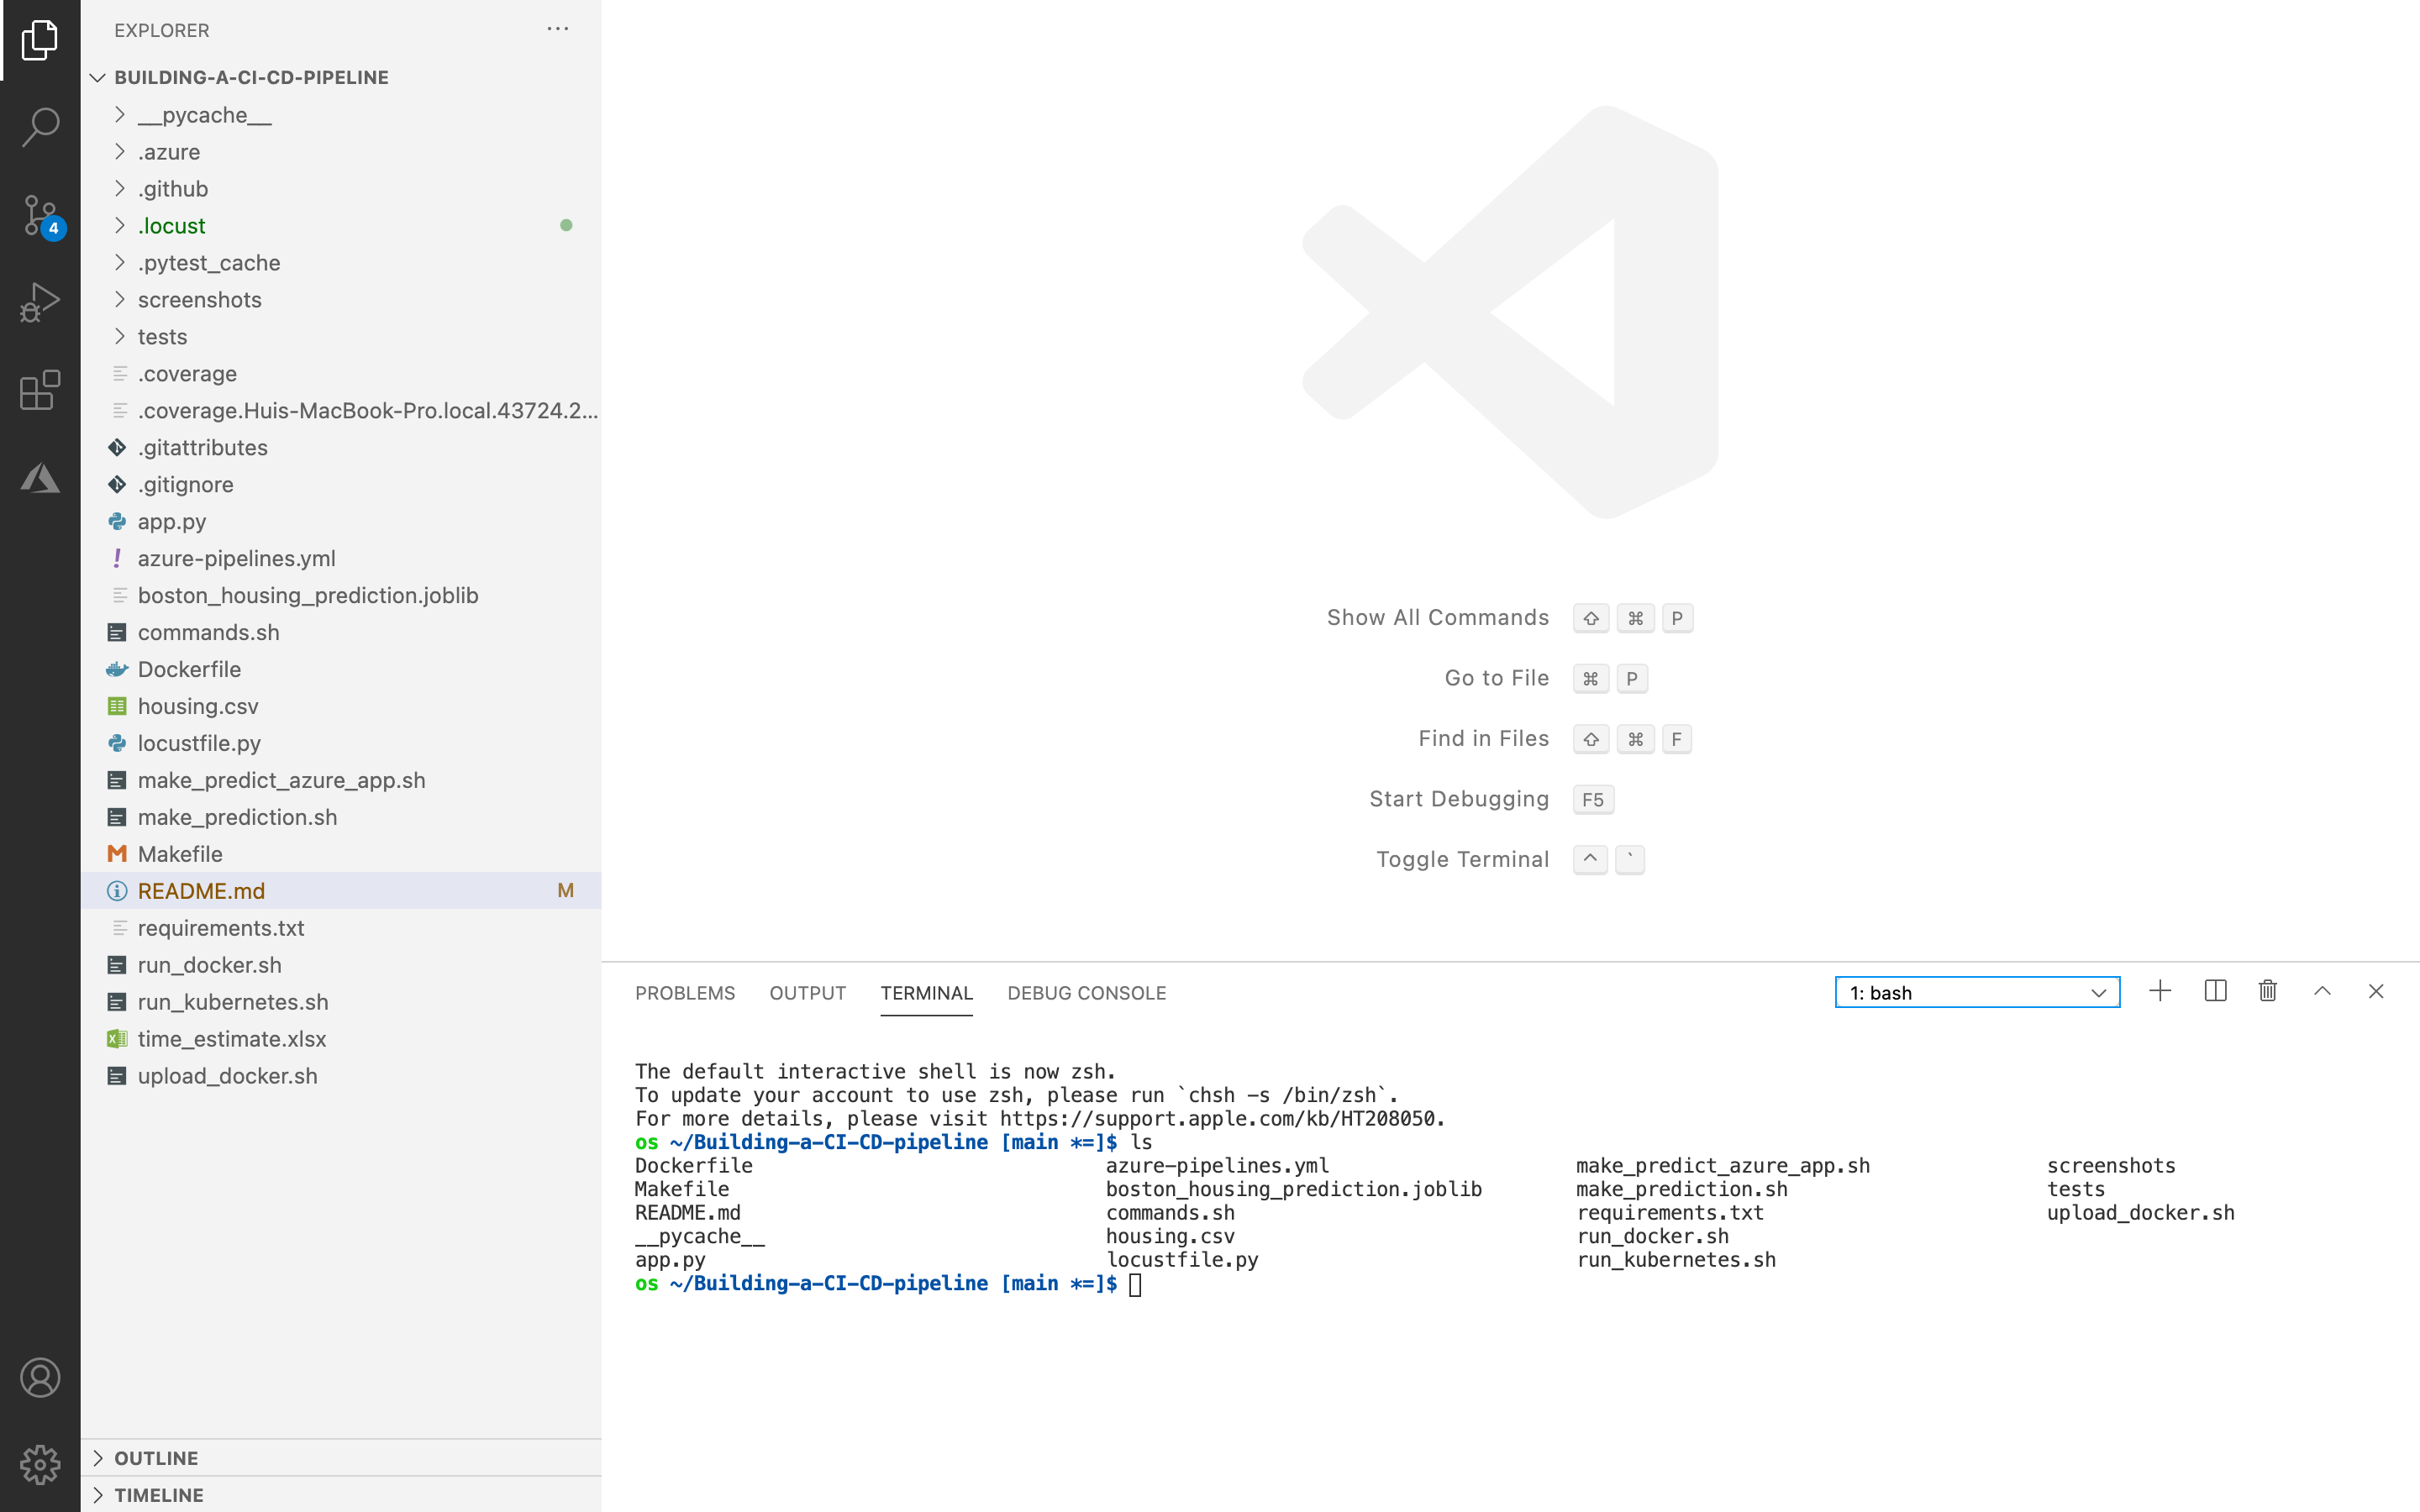 EXPLORER
BUILDING-A-CI-CD-PIPELINE
__pycache__
.azure
.github
.locust
.pytest_cache
screenshots
tests
.coverage
.coverage.Huis-MacBook-Pro.local.43724.2...
.gitattributes
.gitignore
app.py
azure-pipelines.yml
boston_housing_prediction.joblib
commands.sh
Dockerfile
housing.csv
locustfile.py
make_predict_azure_app.sh
make_prediction.sh
Makefile
README.md M
requirements.txt
run_docker.sh
run_kubernetes.sh
time_estimate.xlsx
upload_docker.sh
OUTLINE
TIMELINE
4
Show All Commands ⇧ ⌘ P
Go to File ⌘ P
Find in Files ⇧ ⌘ F
Start Debugging F5
Toggle Terminal ^ `
PROBLEMS OUTPUT TERMINAL DEBUG CONSOLE 1: bash
The default interactive shell is now zsh.
To update your account to use zsh, please run `chsh -s /bin/zsh`.
For more details, please visit https://support.apple.com/kb/HT208050.
os ~/Building-a-CI-CD-pipeline [main *=]$ ls
Dockerfile azure-pipelines.yml make_predict_azure_app.sh screenshots
Makefile boston_housing_prediction.joblib make_prediction.sh tests
README.md commands.sh requirements.txt upload_docker.sh
__pycache__ housing.csv run_docker.sh
app.py locustfile.py run_kubernetes.sh
os ~/Building-a-CI-CD-pipeline [main *=]$